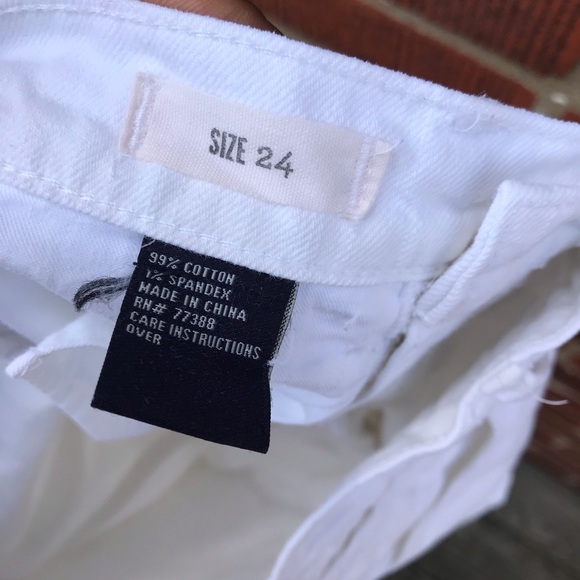 SIZE 24
99% COTTON
1% SPANDEX
MADE IN CHINA
RN# 77388
CARE INSTRUCTIONS
OVER